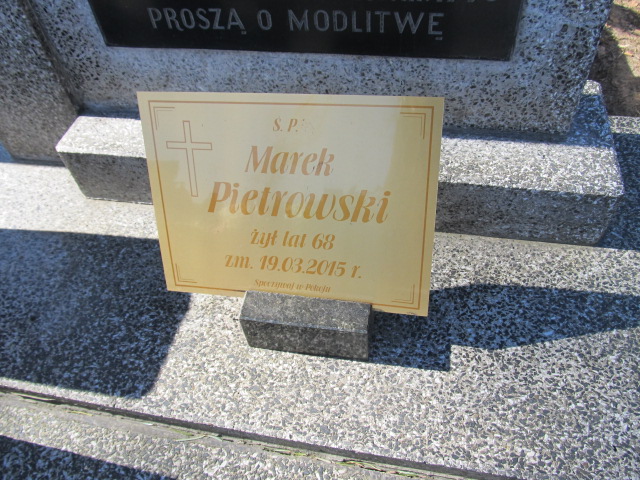 PROSZĄ O MODLITWĘ
Ś. P.
Marek
Pietrowski
żył lat 68
zm. 19.03.2015 r.
Spoczywaj w Pokoju